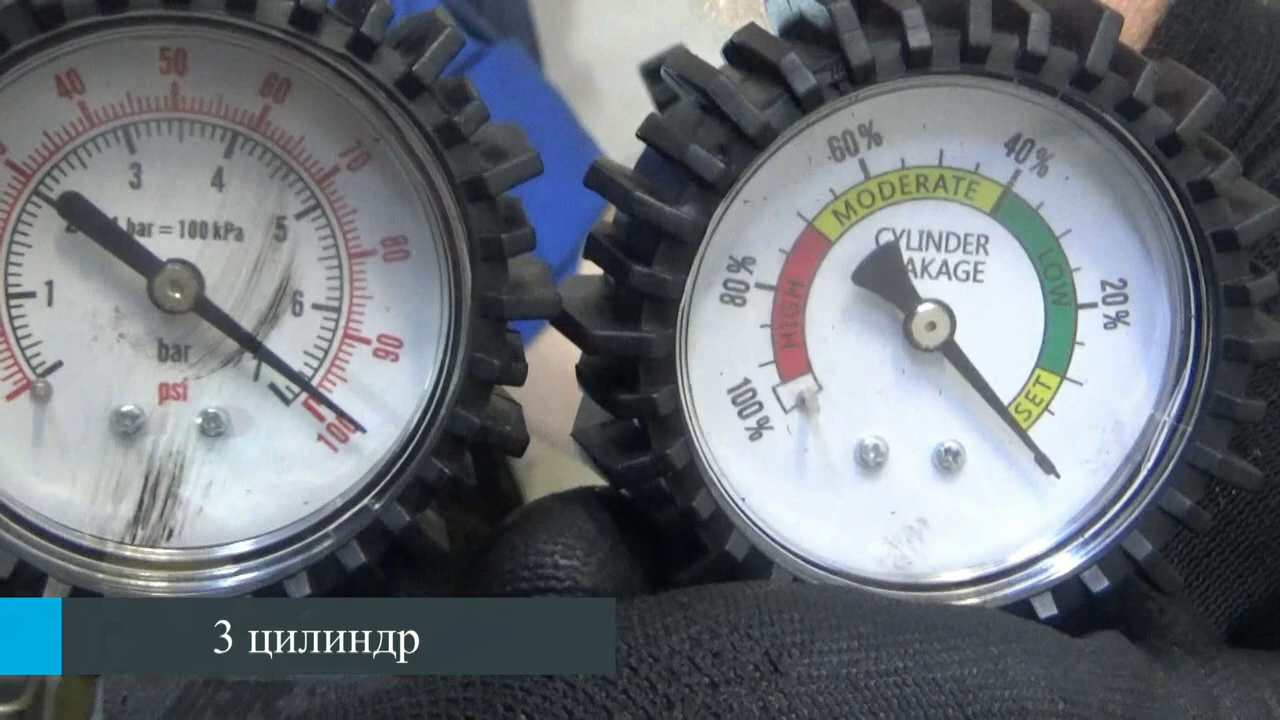 40 50 60 70 80 90 100
1 2 3 4 5 6
bar = 100 kPa
bar
psi
100% 80% 60% 40% 20%
HIGH MODERATE LOW SET
CYLINDER
3 цилиндр